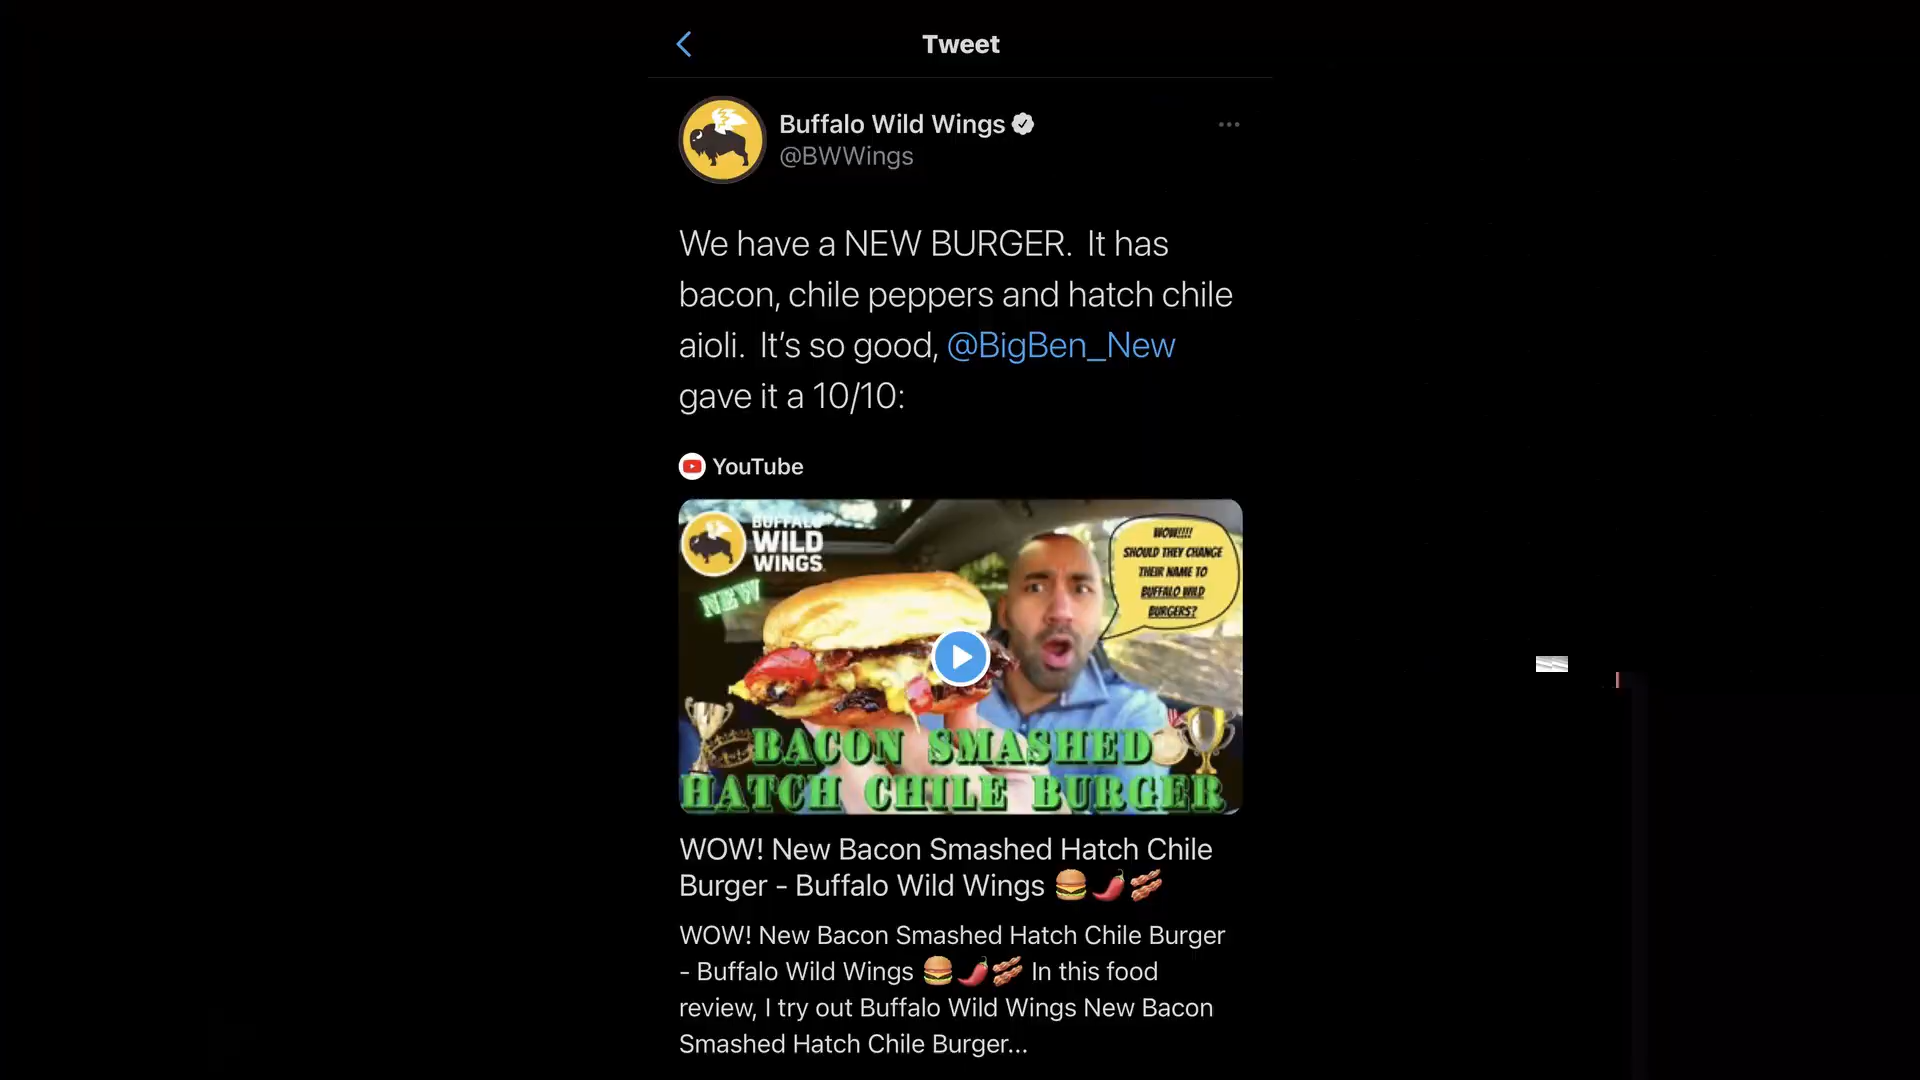 Tweet
Buffalo Wild Wings
@BWWings
We have a NEW BURGER. It has
bacon, chile peppers and hatch chile
aioli. It’s so good, @BigBen_New
gave it a 10/10:
YouTube
BUFFALO
WILD
WINGS
NEW
WOW!!!!
SHOULD THEY CHANGE
THEIR NAME TO
BUFFALO WILD
BURGERS?
BACON SMASHED
HATCH CHILE BURGER
WOW! New Bacon Smashed Hatch Chile
Burger - Buffalo Wild Wings 🍔🌶️🥓
WOW! New Bacon Smashed Hatch Chile Burger
- Buffalo Wild Wings 🍔🌶️🥓 In this food
review, I try out Buffalo Wild Wings New Bacon
Smashed Hatch Chile Burger...